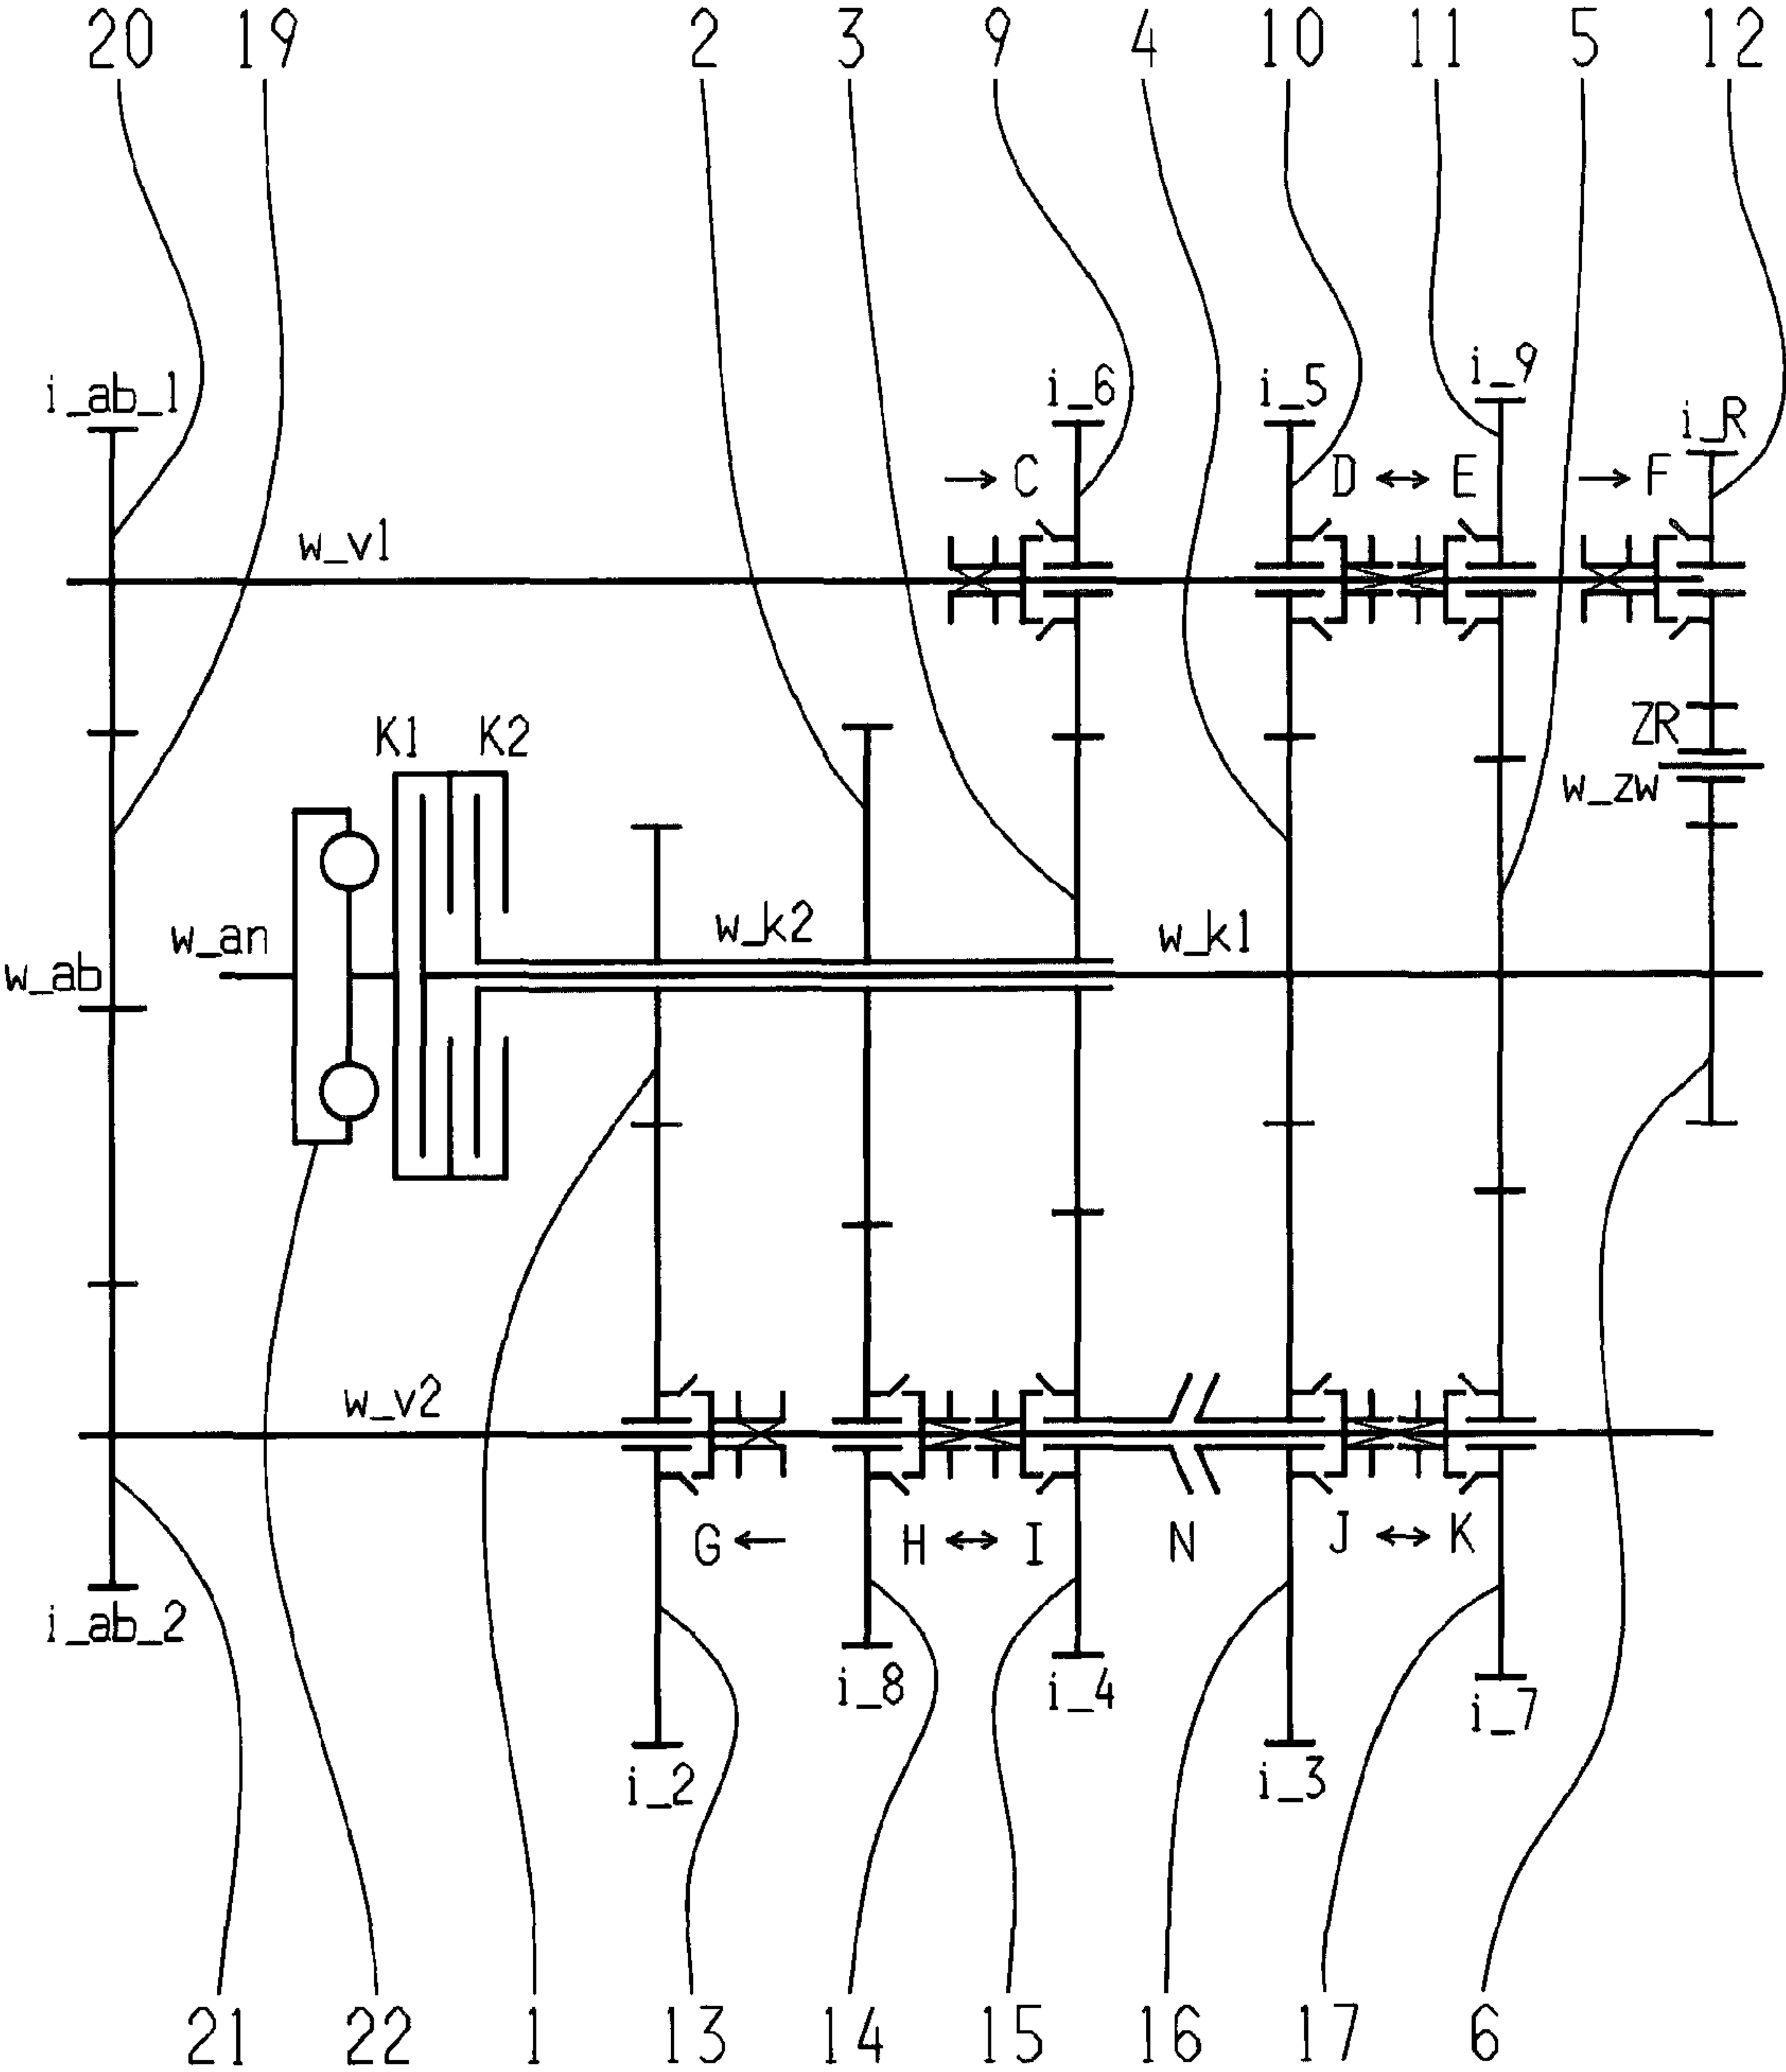 20 19 2 3 9 4 10 11 5 12
i_ab_1 i_6 i_5 i_9 i_R
C D E F
w_v1
K1 K2 ZR
w_zw
w_an w_k2 w_k1
w_ab
w_v2
G H I N J K
i_ab_2 i_8 i_4 i_7
i_2 i_3
21 22 1 13 14 15 16 17 6